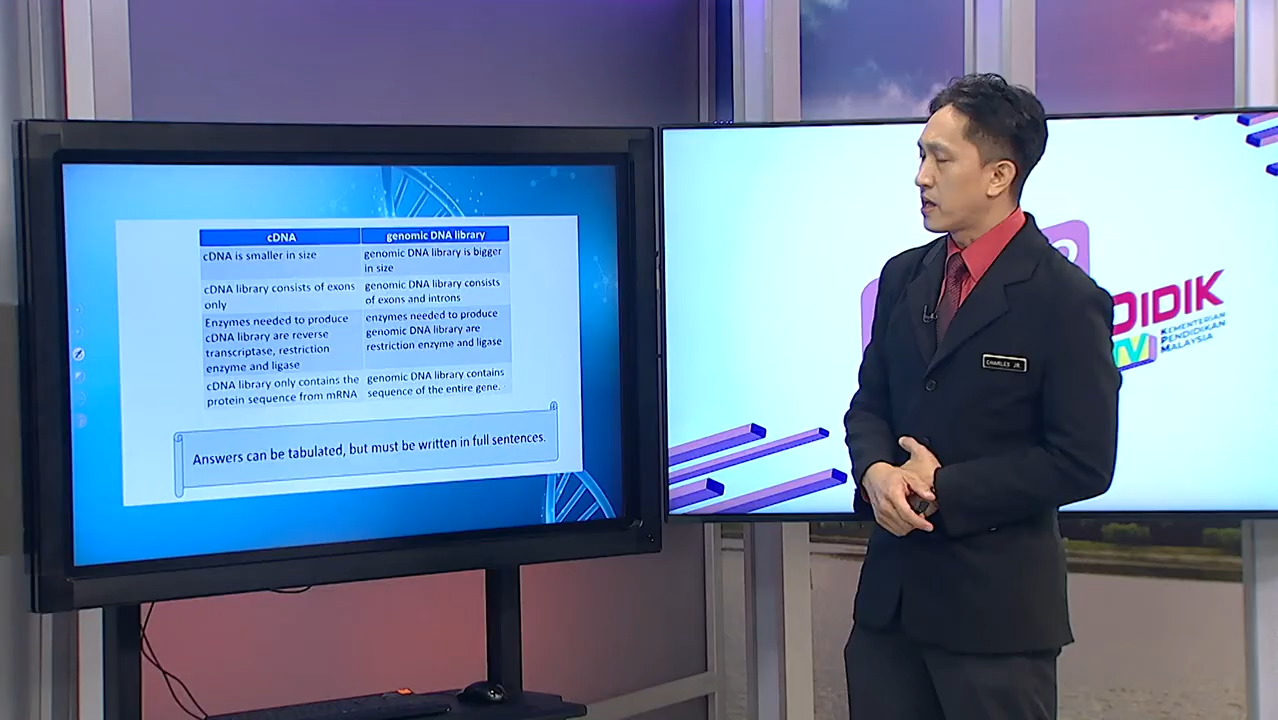 cDNA
genomic DNA library
cDNA is smaller in size
genomic DNA library is bigger
in size
cDNA library consists of exons
only
genomic DNA library consists
of exons and introns
Enzymes needed to produce
cDNA library are reverse
transcriptase, restriction
enzyme and ligase
enzymes needed to produce
genomic DNA library are
restriction enzyme and ligase
cDNA library only contains the
protein sequence from mRNA
genomic DNA library contains
sequence of the entire gene.
Answers can be tabulated, but must be written in full sentences.
DIDIK
TV
KEMENTERIAN
PENDIDIKAN
MALAYSIA
CHARLES JR.